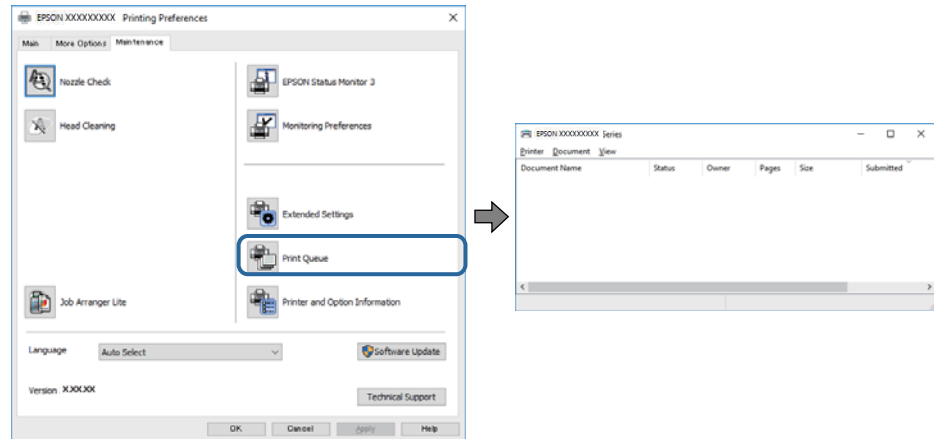 EPSON XXXXXXXXX Printing Preferences
Main More Options Maintenance
Nozzle Check
Head Cleaning
Job Arranger Lite
EPSON Status Monitor 3
Monitoring Preferences
Extended Settings
Print Queue
Printer and Option Information
Language Auto Select
Software Update
Version X.XX.XX
Technical Support
OK Cancel Apply Help
EPSON XXXXXXXXX Series
Printer Document View
Document Name Status Owner Pages Size Submitted